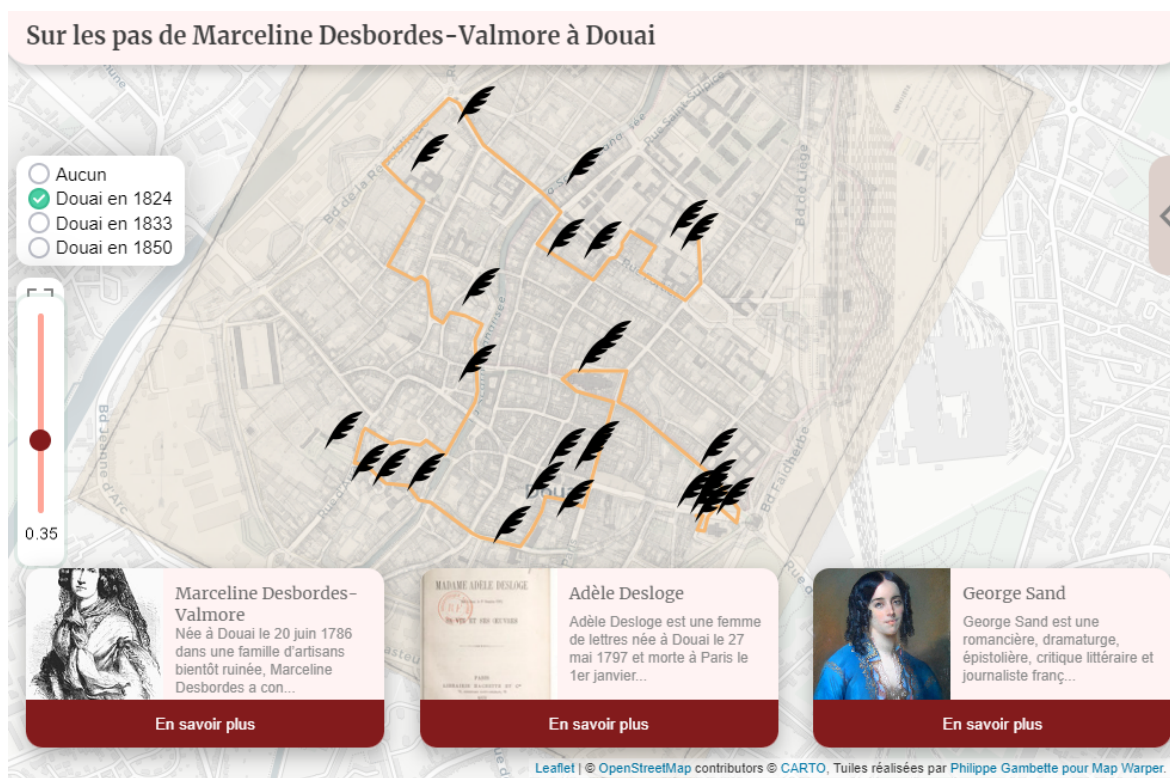 Sur les pas de Marceline Desbordes-Valmore à Douai
Aucun
Douai en 1824
Douai en 1833
Douai en 1850
0.35
Bd de la
Rue Saint-Sulpice
Bd de Liège
Bd Jeanne d'Arc
Bd Faidherbe
Douai
Rue d
Marceline Desbordes-
Valmore
Née à Douai le 20 juin 1786
dans une famille d'artisans
bientôt ruinée, Marceline
Desbordes a con...
En savoir plus
MADAME ADÈLE DESLOGE
SA VIE ET SES ŒUVRES
PARIS
Adèle Desloge
Adèle Desloge est une femme
de lettres née à Douai le 27
mai 1797 et morte à Paris le
1er janvier...
En savoir plus
George Sand
George Sand est une
romancière, dramaturge,
épistolière, critique littéraire et
journaliste franç...
En savoir plus
Leaflet | © OpenStreetMap contributors © CARTO, Tuiles réalisées par Philippe Gambette pour Map Warper.